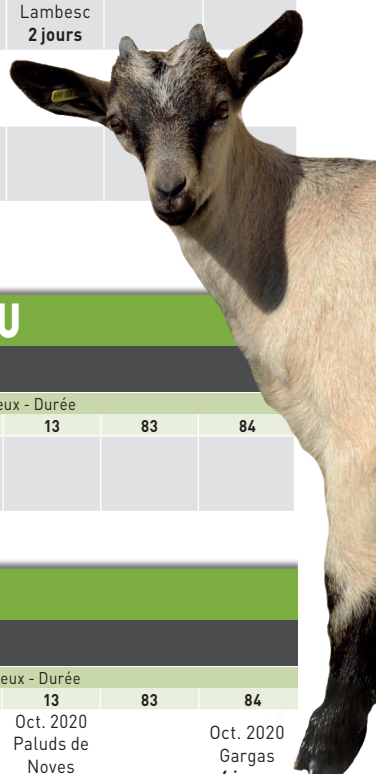 Lambesc
2 jours
U
eux - Durée
13 83 84
eux - Durée
13 83 84
Oct. 2020
Paluds de
Noves
Oct. 2020
Gargas